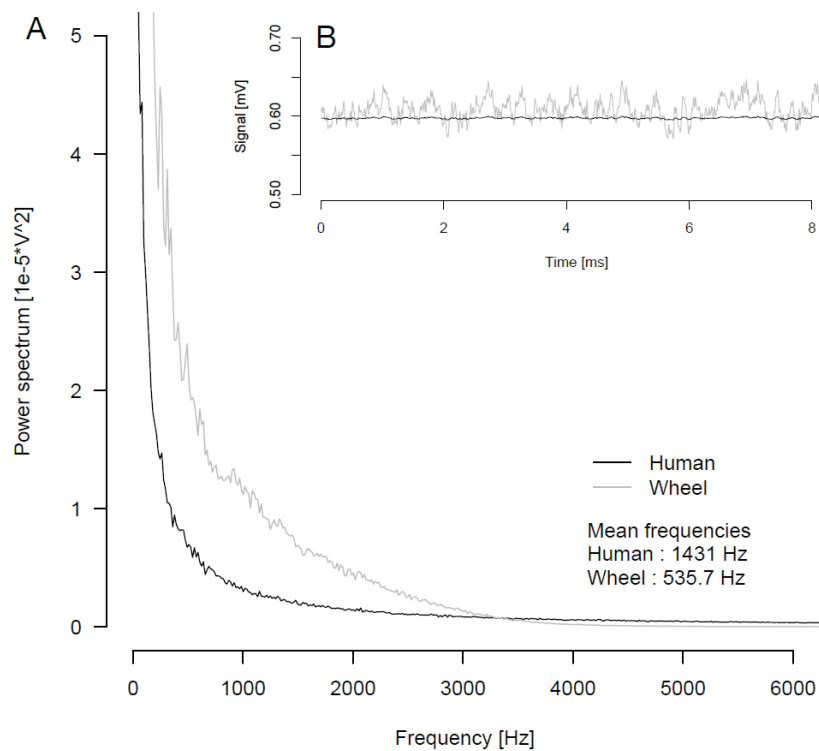 A
B
5
4
3
2
1
0
Power spectrum [1e-5*V^2]
0.70
0.60
0.50
Signal [mV]
0
2
4
6
8
Time [ms]
Human
Wheel
Mean frequencies
Human : 1431 Hz
Wheel : 535.7 Hz
0
1000
2000
3000
4000
5000
6000
Frequency [Hz]